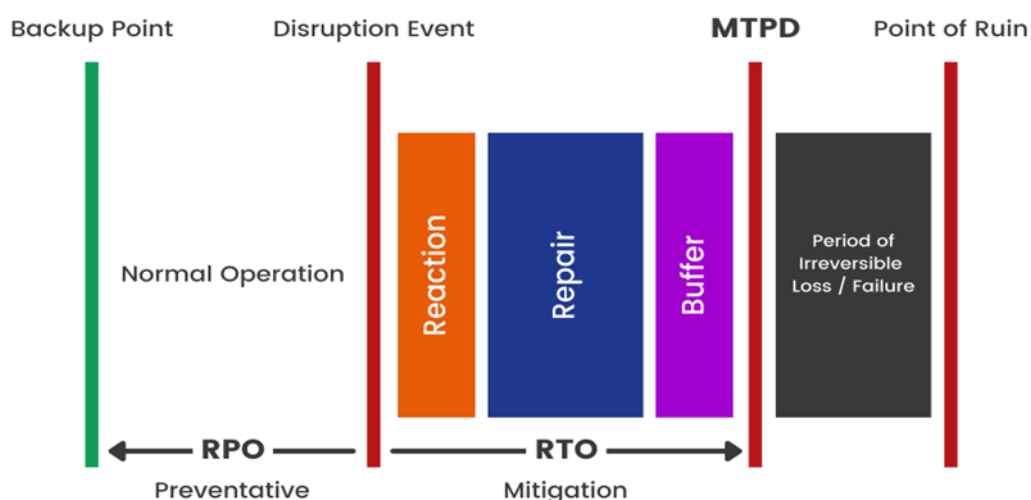 Backup Point
Disruption Event
MTPD
Point of Ruin
Normal Operation
Reaction
Repair
Buffer
Period of
Irreversible
Loss / Failure
RPO
RTO
Preventative
Mitigation